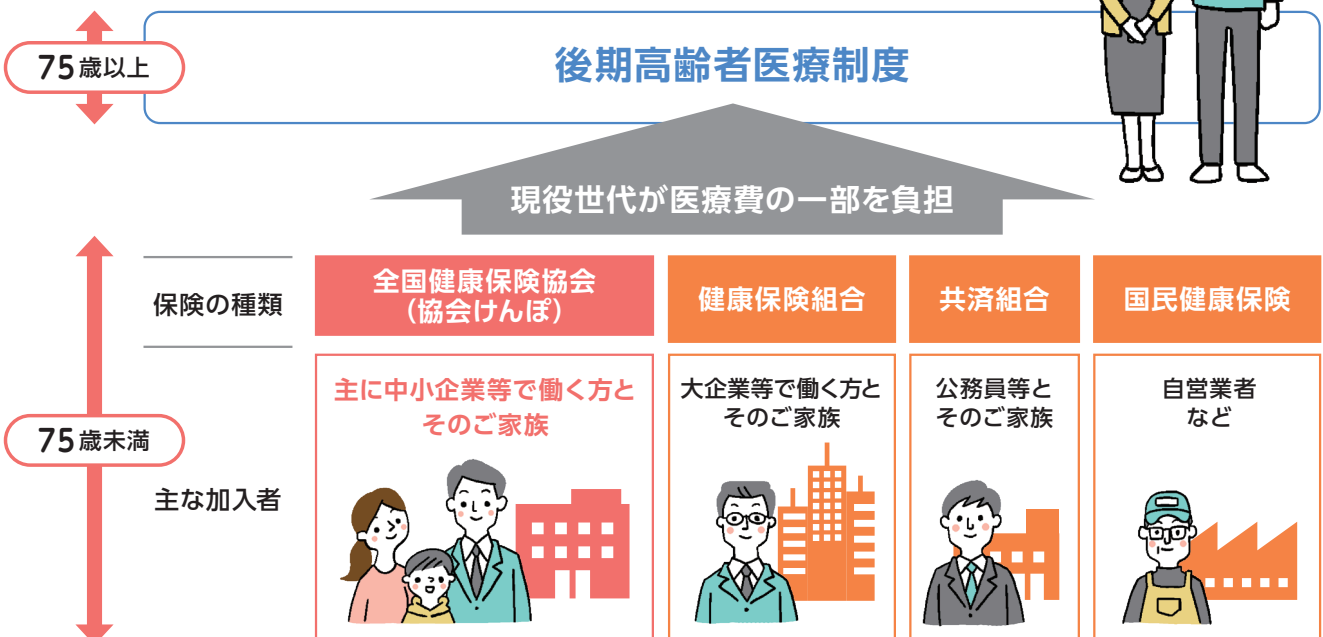 75歳以上
後期高齢者医療制度
現役世代が医療費の一部を負担
保険の種類
全国健康保険協会
(協会けんぽ)
健康保険組合
共済組合
国民健康保険
75歳未満
主な加入者
主に中小企業等で働く方と
そのご家族
大企業等で働く方と
そのご家族
公務員等と
そのご家族
自営業者
など